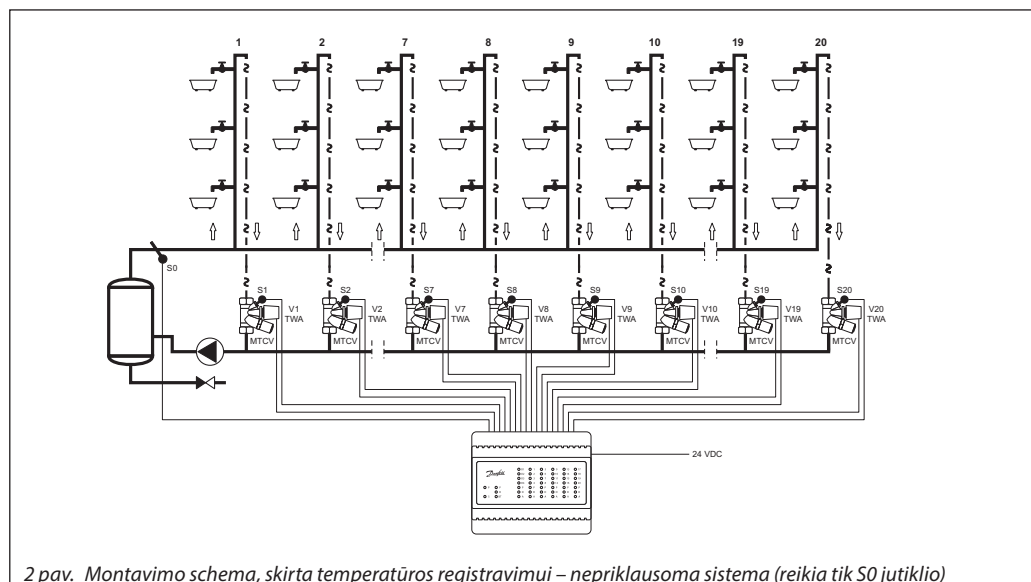 1 2 7 8 9 10 19 20
S0
S1 S2 S7 S8 S9 S10 S19 S20
V1 V2 V7 V8 V9 V10 V19 V20
TWA TWA TWA TWA TWA TWA TWA TWA
MTCV MTCV MTCV MTCV MTCV MTCV MTCV MTCV
24 VDC
Danfoss
2 pav. Montavimo schema, skirta temperatūros registravimui – nepriklausoma sistema (reikia tik S0 jutiklio)